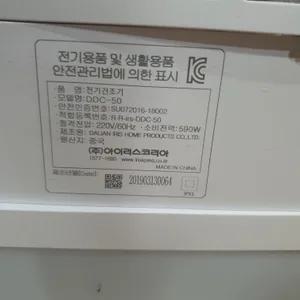 전기용품 및 생활용품
안전관리법에 의한 표시
품명: 전기건조기
모델명: DDC-50
안전인증번호: SU072016-18002
적합등록번호: R-R-iris-DDC-50
정격전압: 220V/60Hz 소비전력: 590W
제조원: DALIAN IRIS HOME PRODUCTS CO.,LTD.
원산지: 중국
(주)아이리스코리아
MADE IN CHINA
201903130064